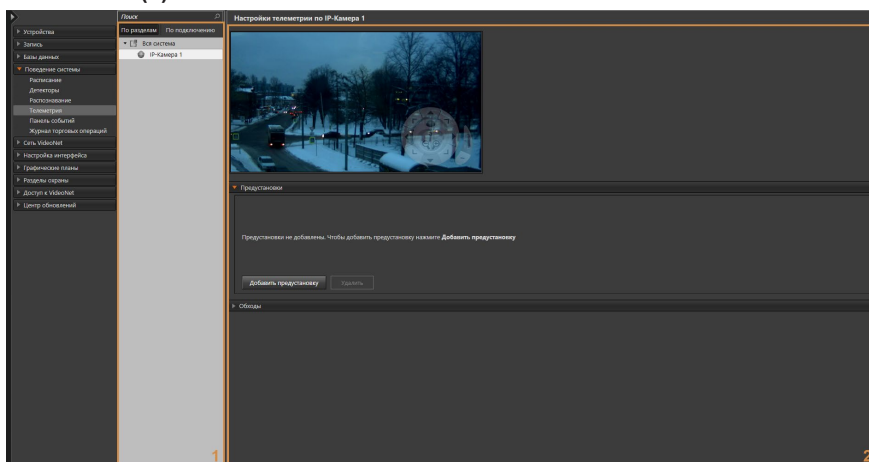 Поиск
Настройки телеметрии по IP-Камера 1
По разделам
По подключению
Вся система
IP-Камера 1
Устройства
Запись
Базы данных
Поведение системы
Расписание
Детекторы
Распознавание
Телеметрия
Панель событий
Журнал торговых операций
Сеть VideoNet
Настройка интерфейса
Графические планы
Разделы охраны
Доступ к VideoNet
Центр обновлений
Предустановки
Предустановки не добавлены. Чтобы добавить предустановку нажмите Добавить предустановку
Добавить предустановку
Удалить
Обходы
1
2